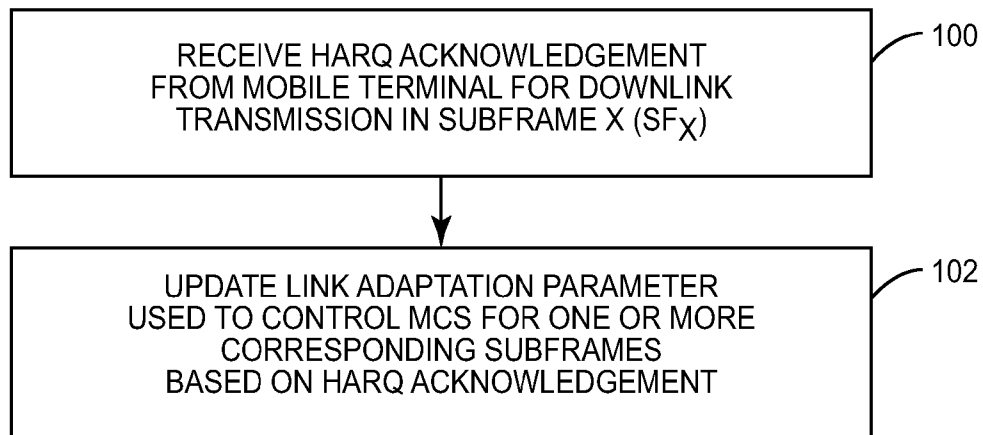 RECEIVE HARQ ACKNOWLEDGEMENT
FROM MOBILE TERMINAL FOR DOWNLINK
TRANSMISSION IN SUBFRAME X (SFX)
100
UPDATE LINK ADAPTATION PARAMETER
USED TO CONTROL MCS FOR ONE OR MORE
CORRESPONDING SUBFRAMES
BASED ON HARQ ACKNOWLEDGEMENT
102